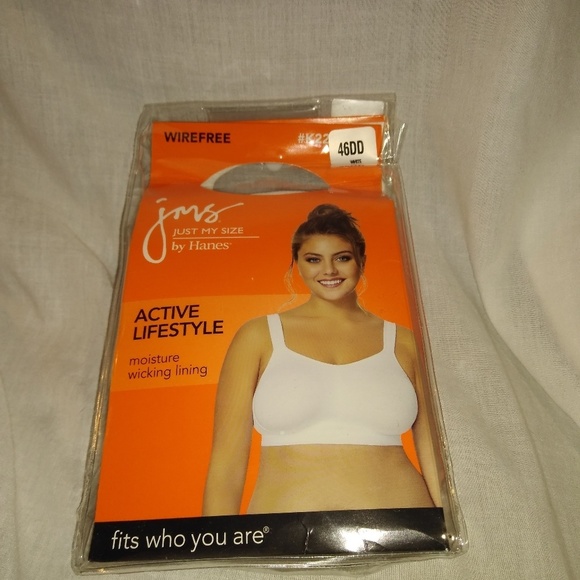 WIREFREE
46DD
jms
JUST MY SIZE
by Hanes
ACTIVE
LIFESTYLE
moisture
wicking lining
fits who you are®